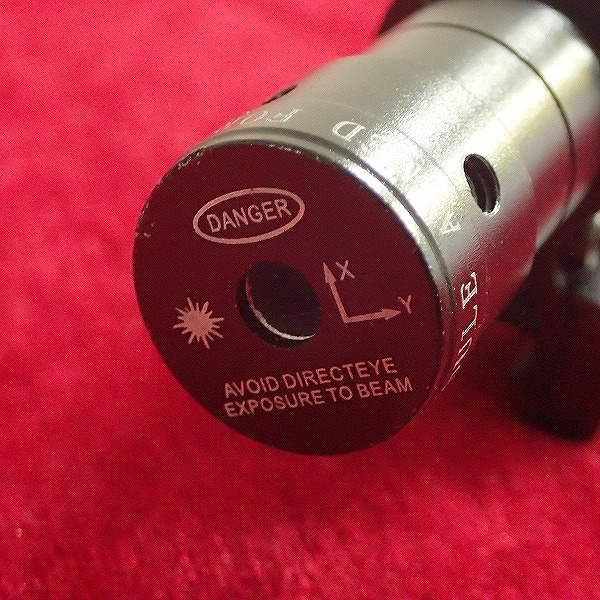 DANGER
X
Y
AVOID DIRECTEYE
EXPOSURE TO BEAM